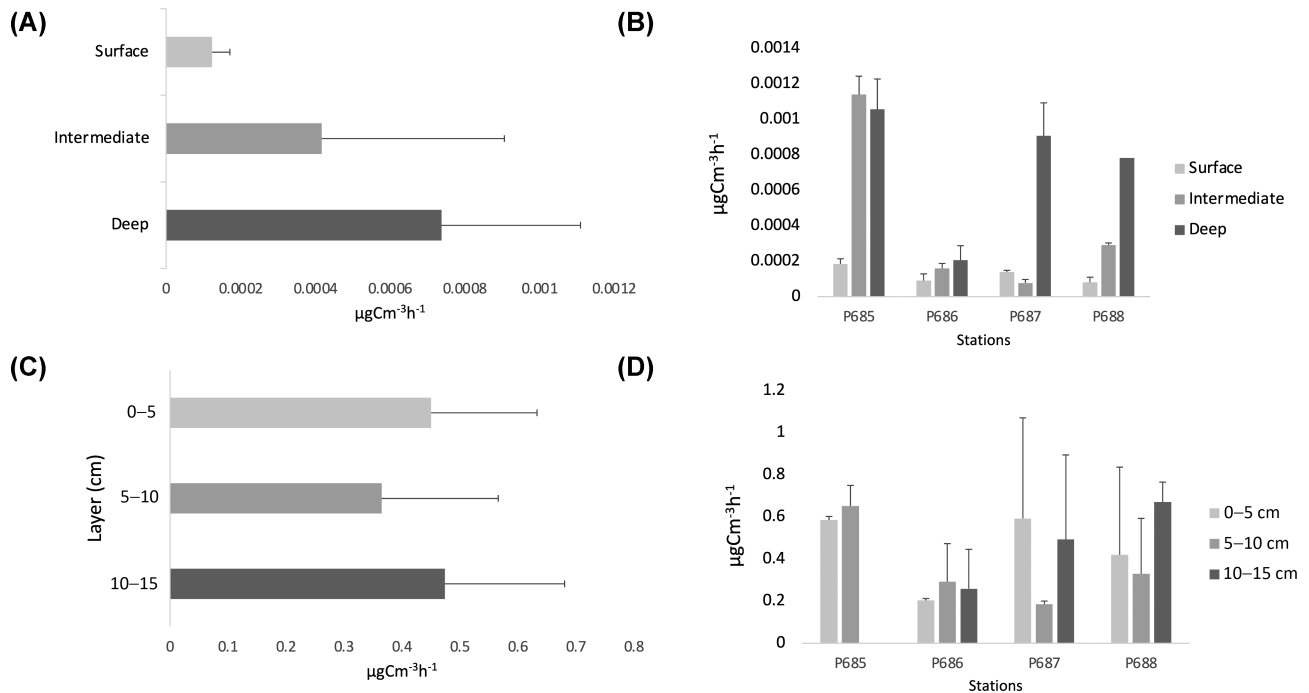 (A)
Surface
Intermediate
Deep
0 0.0002 0.0004 0.0006 0.0008 0.001 0.0012
µgCm⁻³h⁻¹
(B)
0.0014
0.0012
0.001
0.0008
0.0006
0.0004
0.0002
0
µgCm⁻³h⁻¹
P685 P686 P687 P688
Stations
Surface
Intermediate
Deep
(C)
Layer (cm)
0–5
5–10
10–15
0 0.1 0.2 0.3 0.4 0.5 0.6 0.7 0.8
µgCm⁻³h⁻¹
(D)
1.2
1
0.8
0.6
0.4
0.2
0
µgCm⁻³h⁻¹
P685 P686 P687 P688
Stations
0–5 cm
5–10 cm
10–15 cm